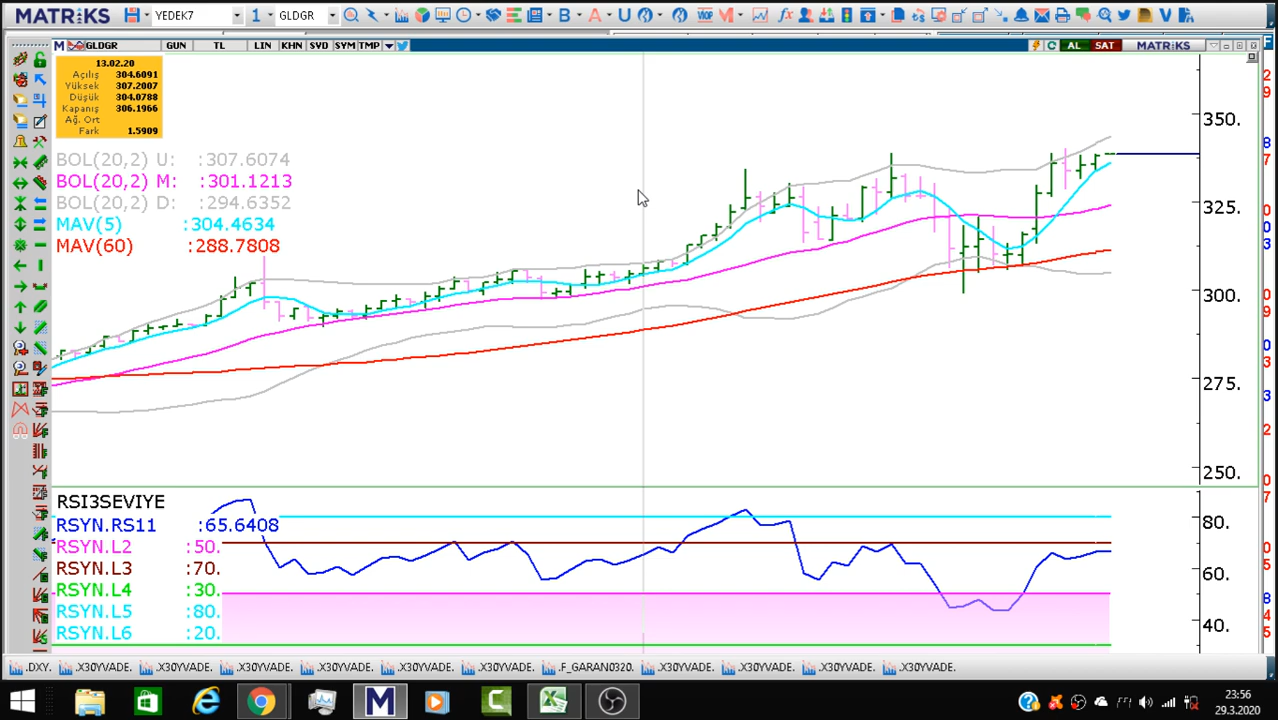 MATRiKS YEDEK7 1 GLDGR B A U VIOP M
M GLDGR GUN TL LIN KHN SVD SYM TMP AL SAT MATRiKS
13.02.20
Açılış 304.6091
Yüksek 307.2007
Düşük 304.0788
Kapanış 306.1966
Ağ. Ort
Fark 1.5909
BOL(20,2) U: :307.6074
BOL(20,2) M: :301.1213
BOL(20,2) D: :294.6352
MAV(5) :304.4634
MAV(60) :288.7808
350.
325.
300.
275.
250.
RSI3SEVIYE
RSYN.RS11 :65.6408
RSYN.L2 :50.
RSYN.L3 :70.
RSYN.L4 :30.
RSYN.L5 :80.
RSYN.L6 :20.
80.
60.
40.
.DXY. .X30YVADE. .X30YVADE. .X30YVADE. .X30YVADE. .X30YVADE. .X30YVADE. .F_GARAN0320. .X30YVADE. .X30YVADE. .X30YVADE. .X30YVADE.
23:56
29.3.2020